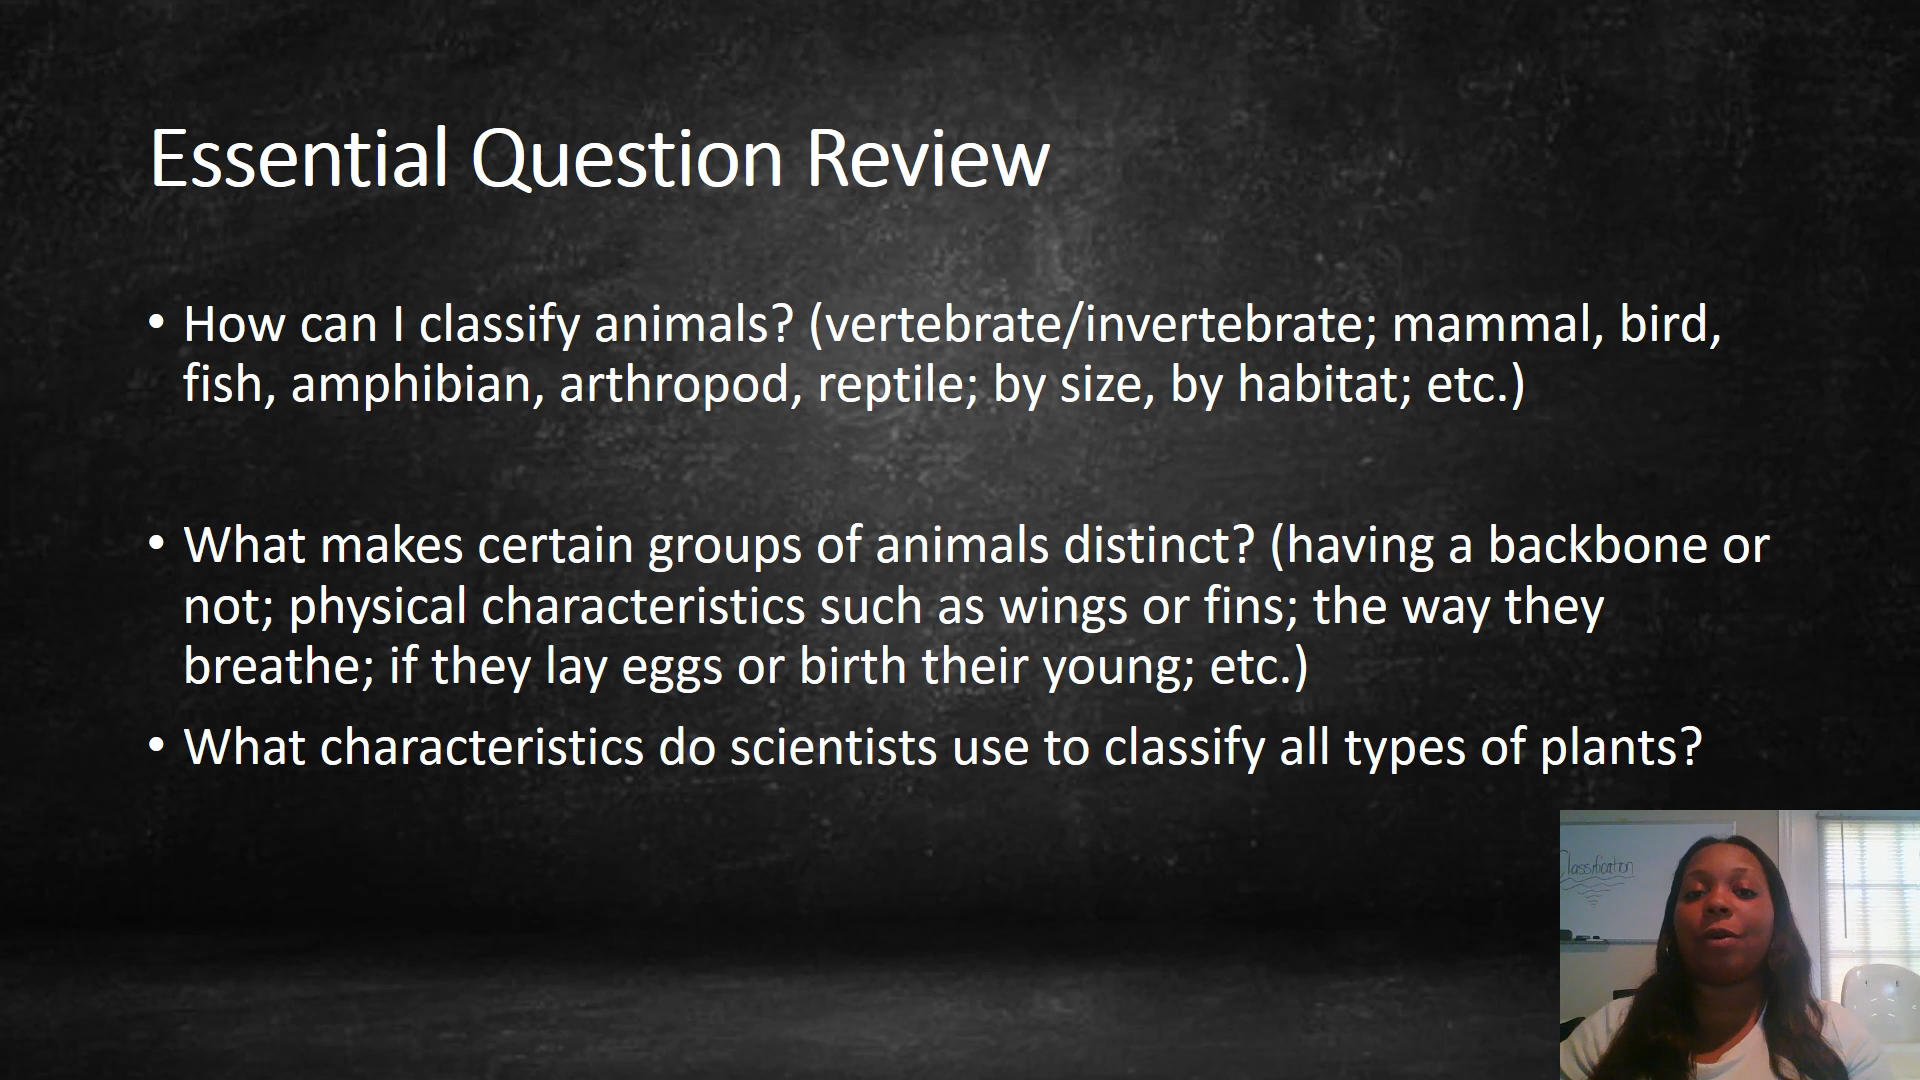 Essential Question Review
• How can I classify animals? (vertebrate/invertebrate; mammal, bird,
fish, amphibian, arthropod, reptile; by size, by habitat; etc.)
• What makes certain groups of animals distinct? (having a backbone or
not; physical characteristics such as wings or fins; the way they
breathe; if they lay eggs or birth their young; etc.)
• What characteristics do scientists use to classify all types of plants?
Classification